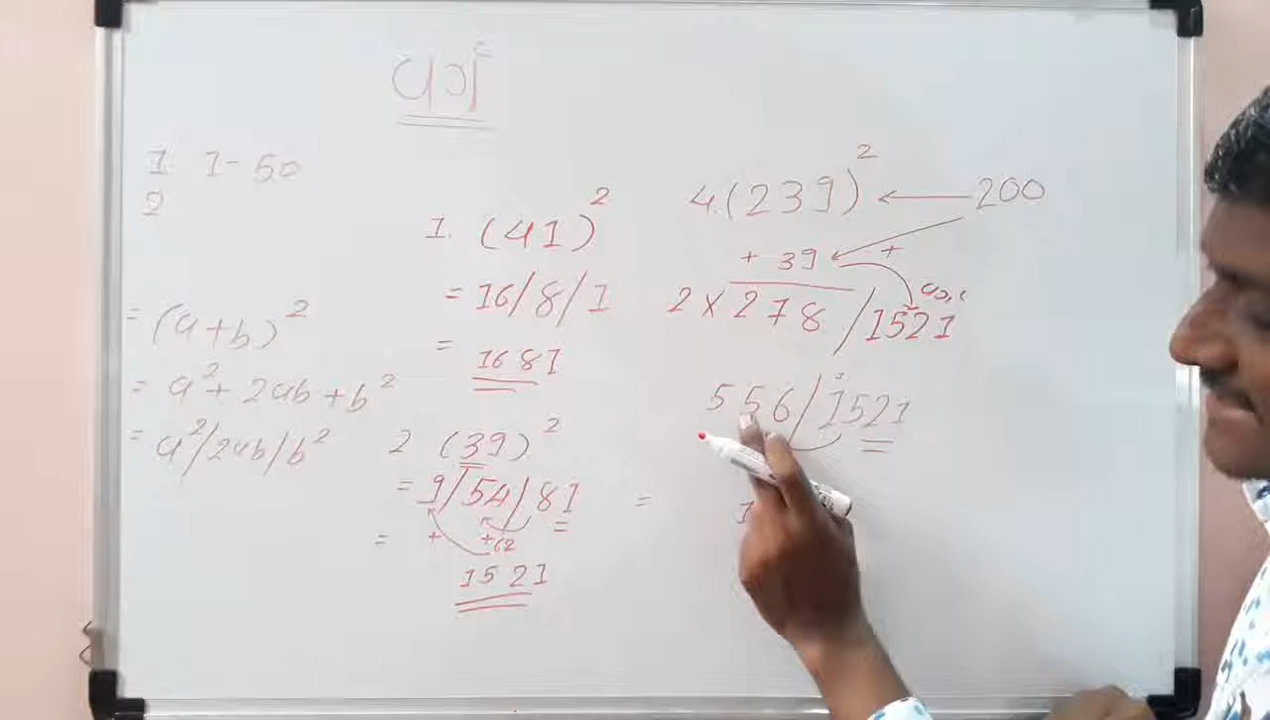 वर्ग
1 1-50
2
= (a+b)²
= a² + 2ab + b²
= a²/2ab/b²
1. (41)²
= 16/8/1
= 1681
2 (39)²
= 9/54/81
= + +62
1521
4.(239)² ← 200
+ 39 +
2 × 278 /1521
556/1521
=